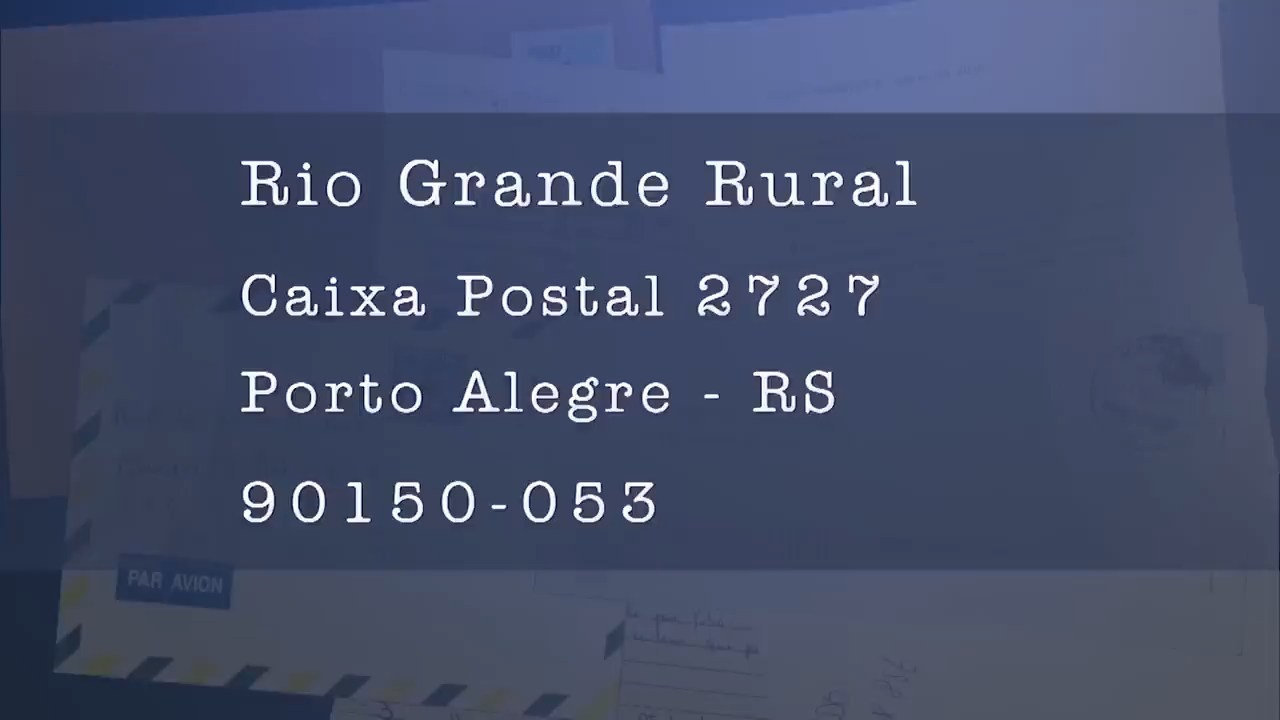 Rio Grande Rural
Caixa Postal 2727
Porto Alegre - RS
90150-053
PAR AVION